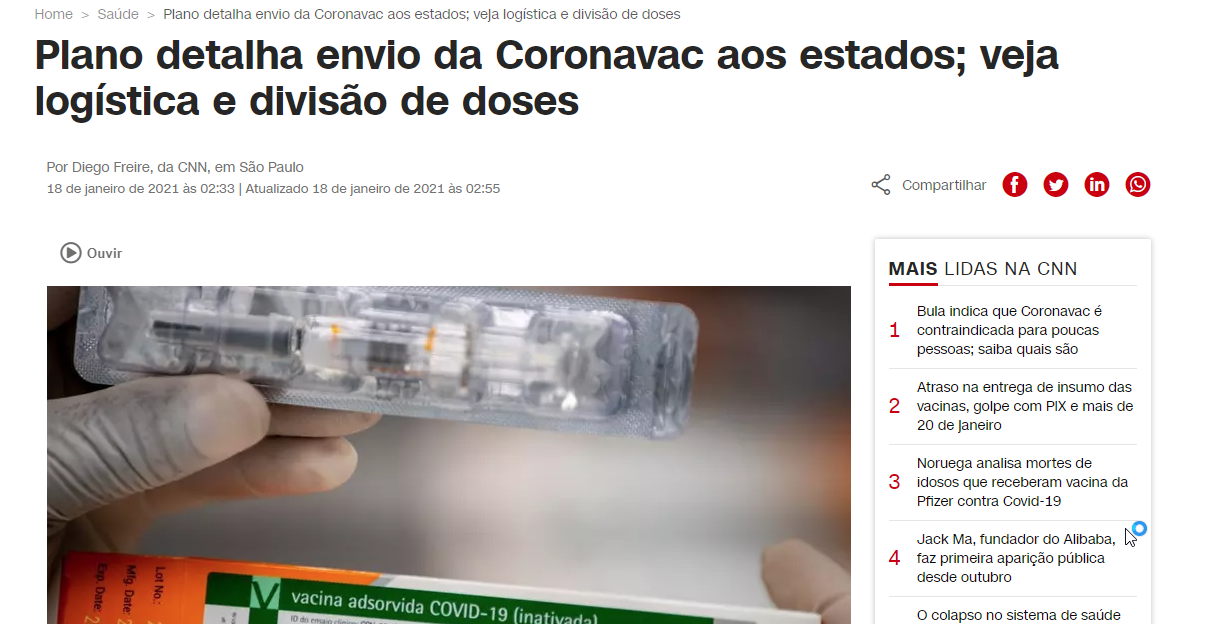 Home > Saúde > Plano detalha envio da Coronavac aos estados; veja logística e divisão de doses
Plano detalha envio da Coronavac aos estados; veja
logística e divisão de doses
Por Diego Freire, da CNN, em São Paulo
18 de janeiro de 2021 às 02:33 | Atualizado 18 de janeiro de 2021 às 02:55
Compartilhar
Ouvir
MAIS LIDAS NA CNN
1
Bula indica que Coronavac é
contraindicada para poucas
pessoas; saiba quais são
2
Atraso na entrega de insumo das
vacinas, golpe com PIX e mais de
20 de janeiro
3
Noruega analisa mortes de
idosos que receberam vacina da
Pfizer contra Covid-19
4
Jack Ma, fundador do Alibaba,
faz primeira aparição pública
desde outubro
O colapso no sistema de saúde
Lot No.:
Mfg. Date:
Exp. Date:
vacina adsorvida COVID-19 (inativada)
ID do ensaio